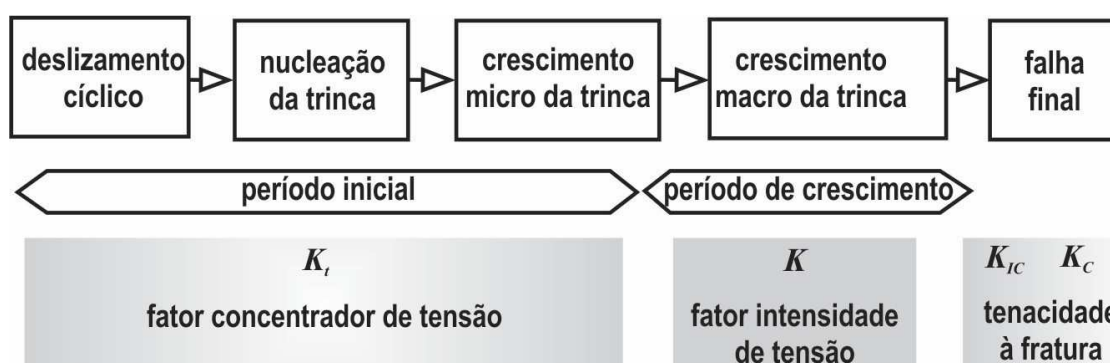 deslizamento
cíclico
nucleação
da trinca
crescimento
micro da trinca
crescimento
macro da trinca
falha
final
período inicial
período de crescimento
K_t
fator concentrador de tensão
K
fator intensidade
de tensão
K_IC K_C
tenacidade
à fratura